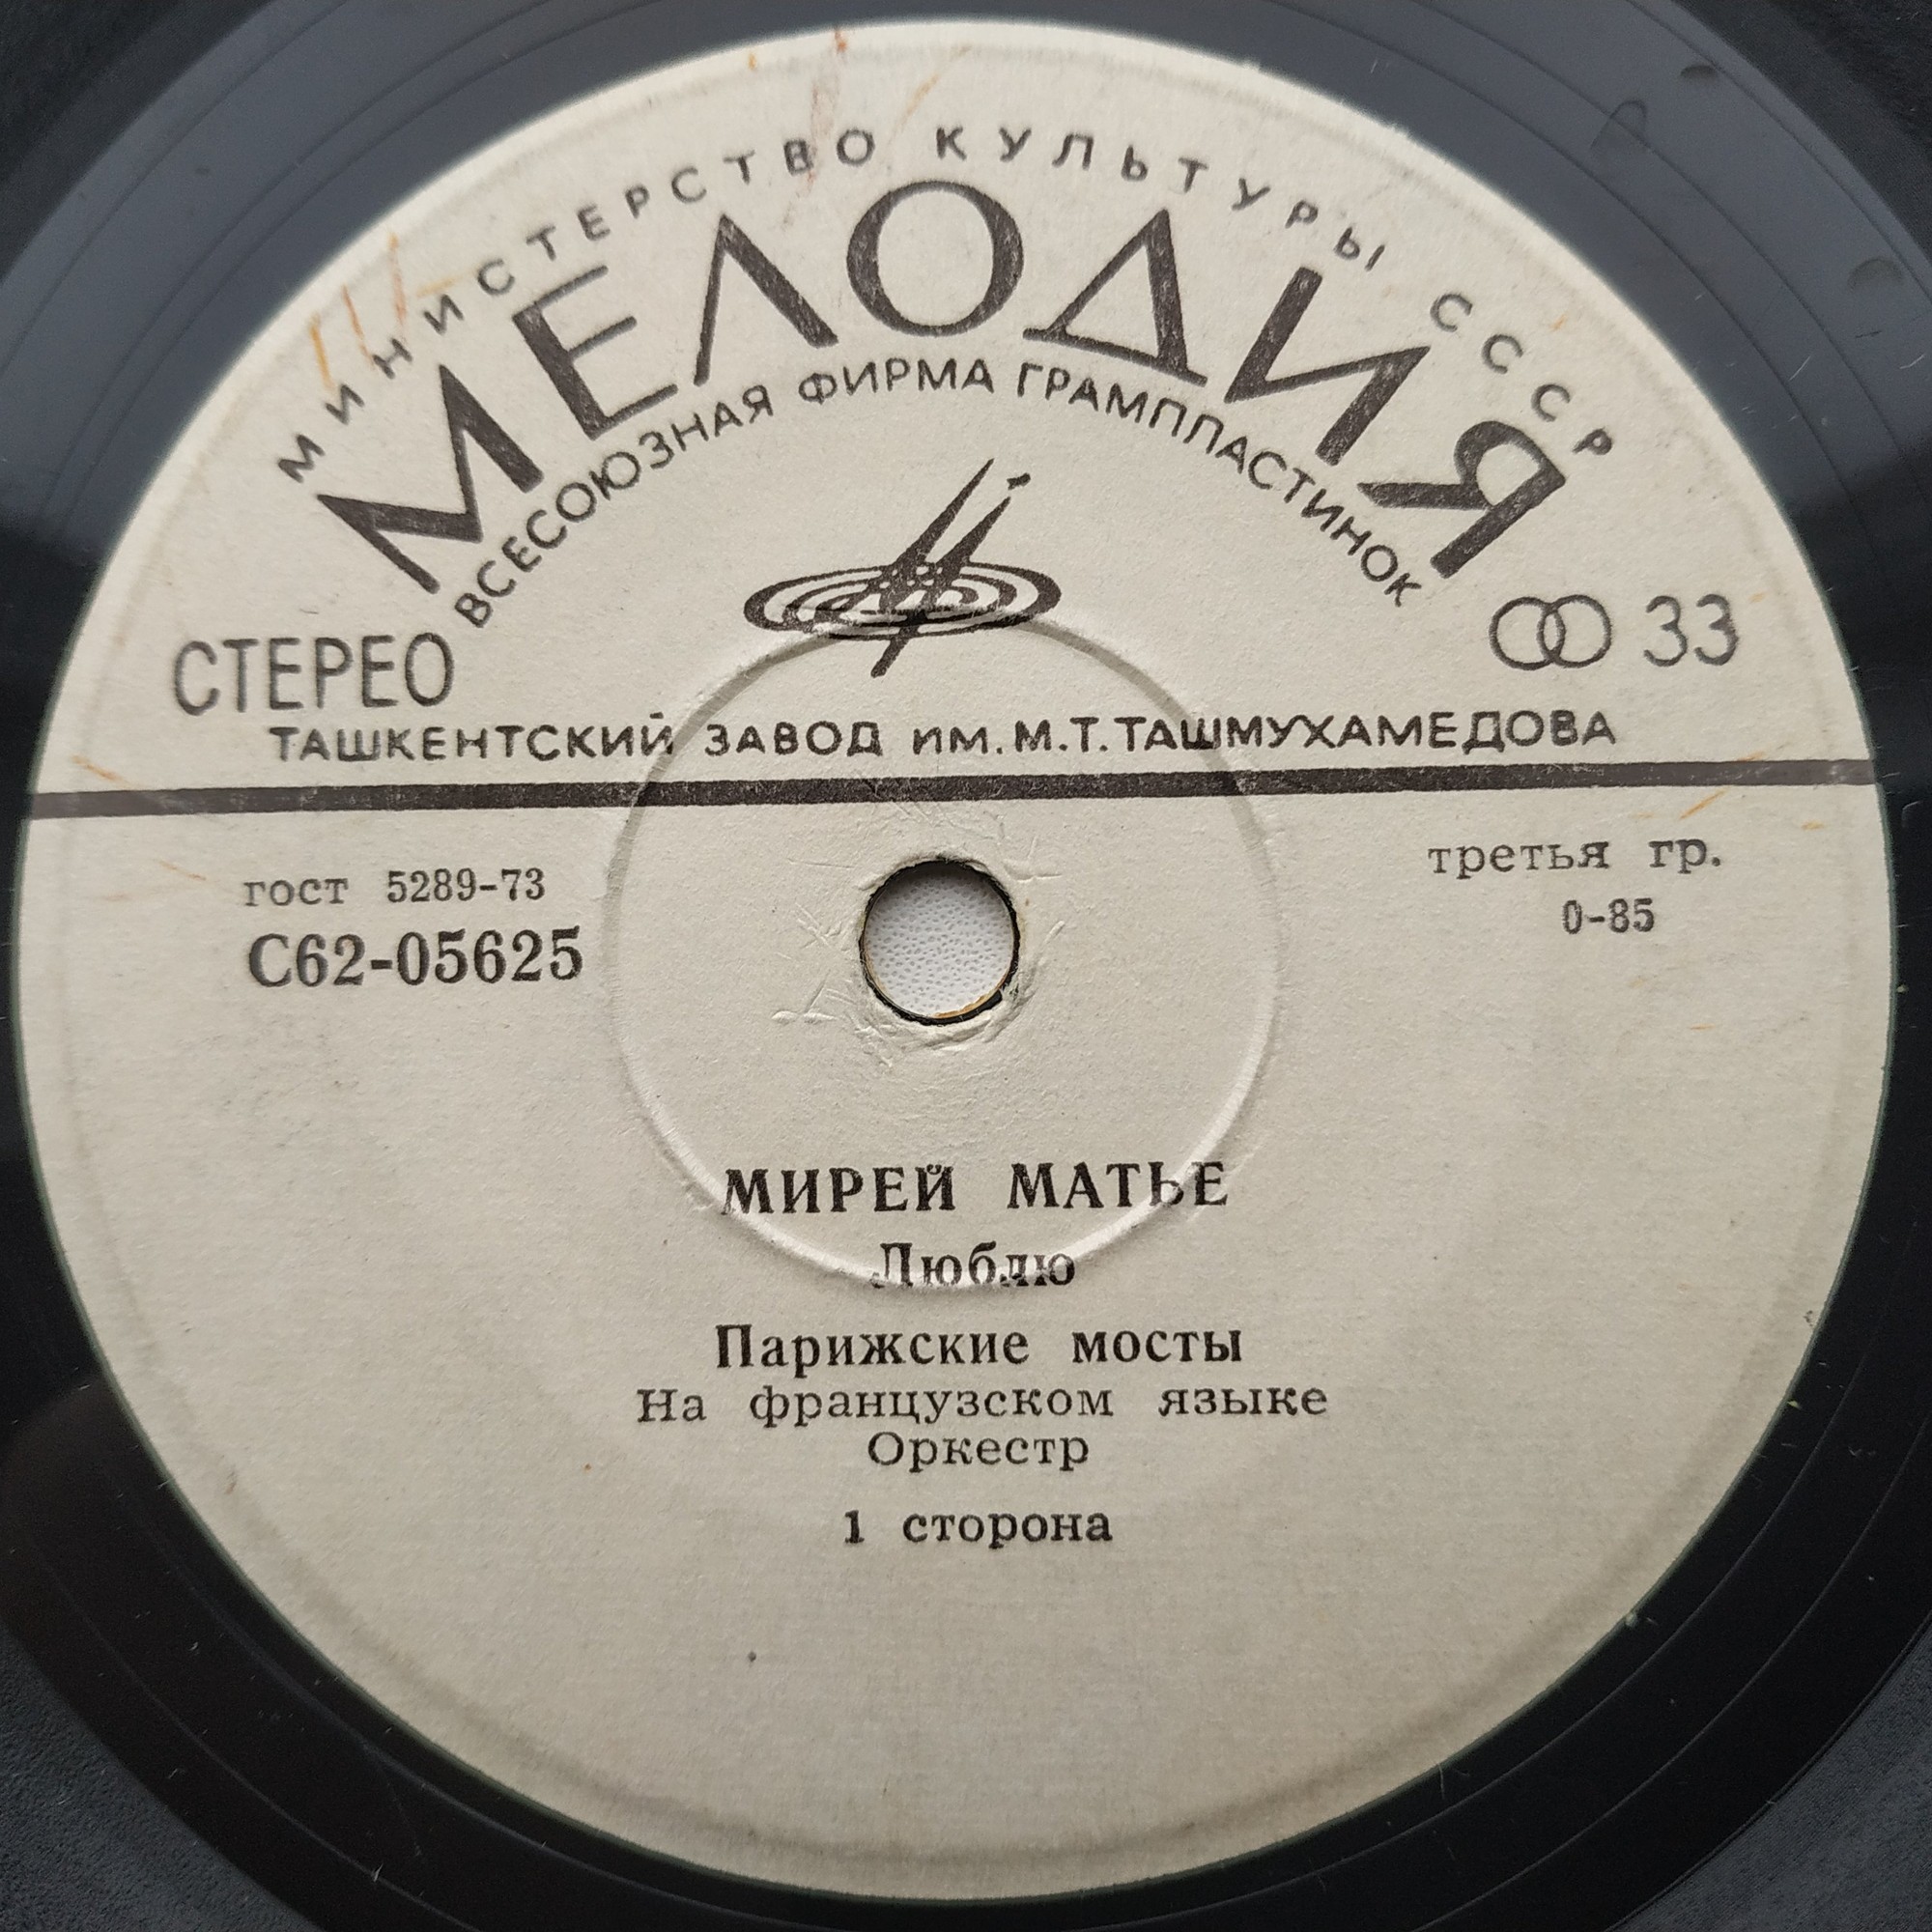 МИНИСТЕРСТВО КУЛЬТУРЫ СССР
МЕЛОДИЯ
ВСЕСОЮЗНАЯ ФИРМА ГРАМПЛАСТИНОК
СТЕРЕО
33
ТАШКЕНТСКИЙ ЗАВОД ИМ. М.Т. ТАШМУХАМЕДОВА
гост 5289-73
третья гр.
С62-05625
0-85
МИРЕЙ МАТЬЕ
Люблю
Парижские мосты
На французском языке
Оркестр
1 сторона